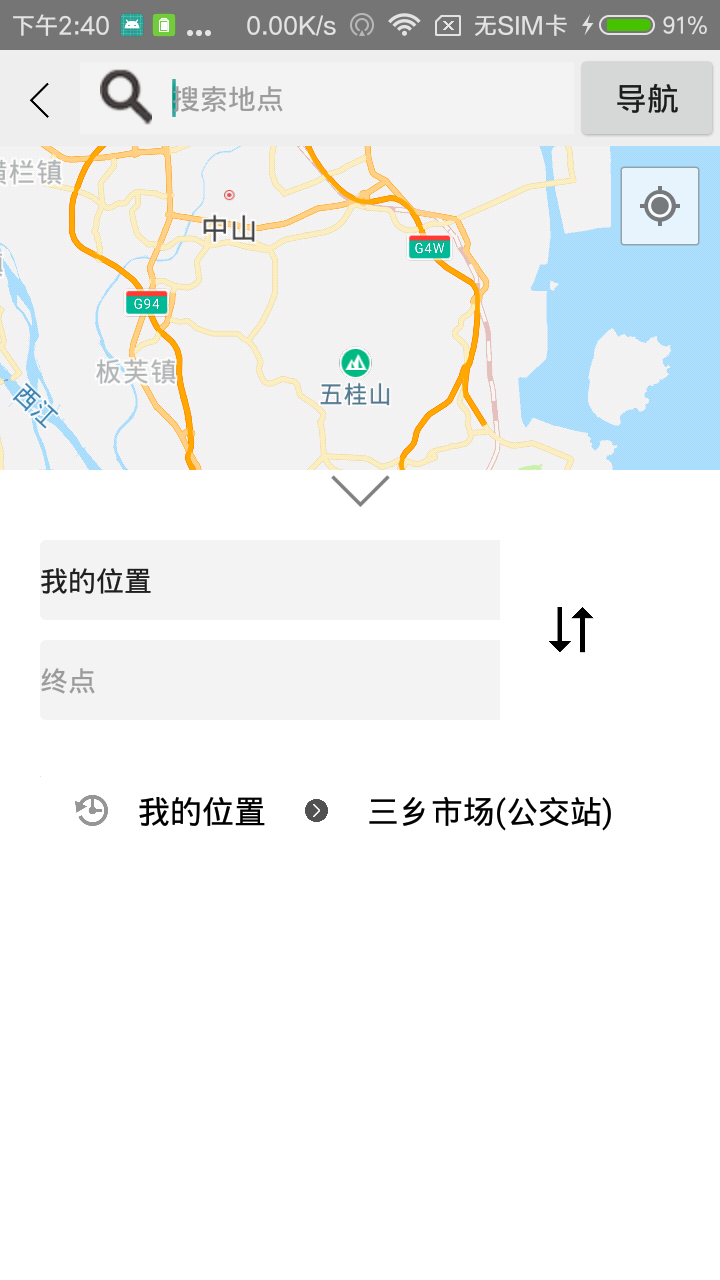 下午2:40 ... 0.00K/s 无SIM卡 91%
搜索地点 导航
横栏镇
中山
G4W
G94
板芙镇
五桂山
西江
我的位置
终点
我的位置 三乡市场(公交站)